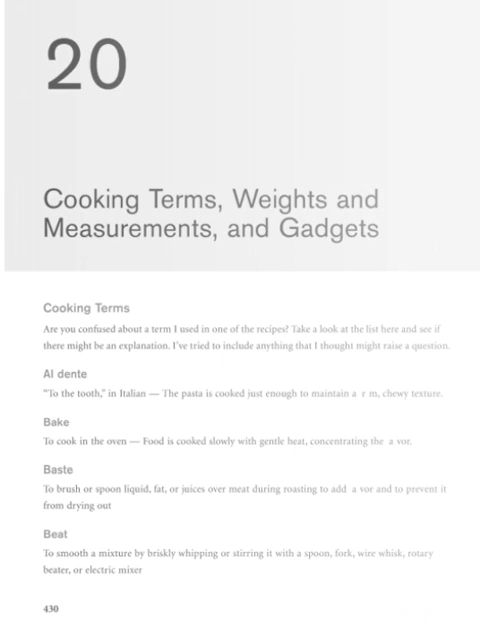 20
Cooking Terms, Weights and
Measurements, and Gadgets
Cooking Terms
Are you confused about a term I used in one of the recipes? Take a look at the list here and see if
there might be an explanation. I've tried to include anything that I thought might raise a question.
Al dente
"To the tooth," in Italian — The pasta is cooked just enough to maintain a r m, chewy texture.
Bake
To cook in the oven — Food is cooked slowly with gentle heat, concentrating the a vor.
Baste
To brush or spoon liquid, fat, or juices over meat during roasting to add a vor and to prevent it
from drying out
Beat
To smooth a mixture by briskly whipping or stirring it with a spoon, fork, wire whisk, rotary
beater, or electric mixer
430